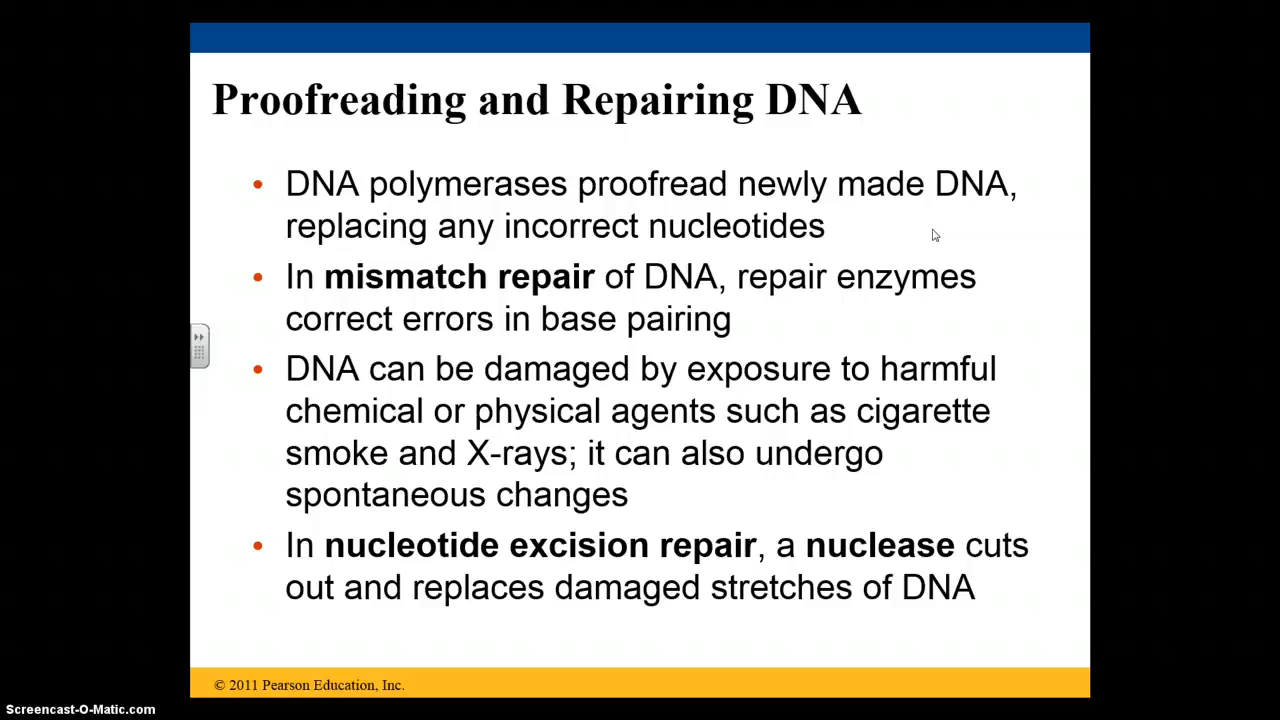 Proofreading and Repairing DNA
• DNA polymerases proofread newly made DNA,
replacing any incorrect nucleotides
• In mismatch repair of DNA, repair enzymes
correct errors in base pairing
• DNA can be damaged by exposure to harmful
chemical or physical agents such as cigarette
smoke and X-rays; it can also undergo
spontaneous changes
• In nucleotide excision repair, a nuclease cuts
out and replaces damaged stretches of DNA
© 2011 Pearson Education, Inc.
Screencast-O-Matic.com